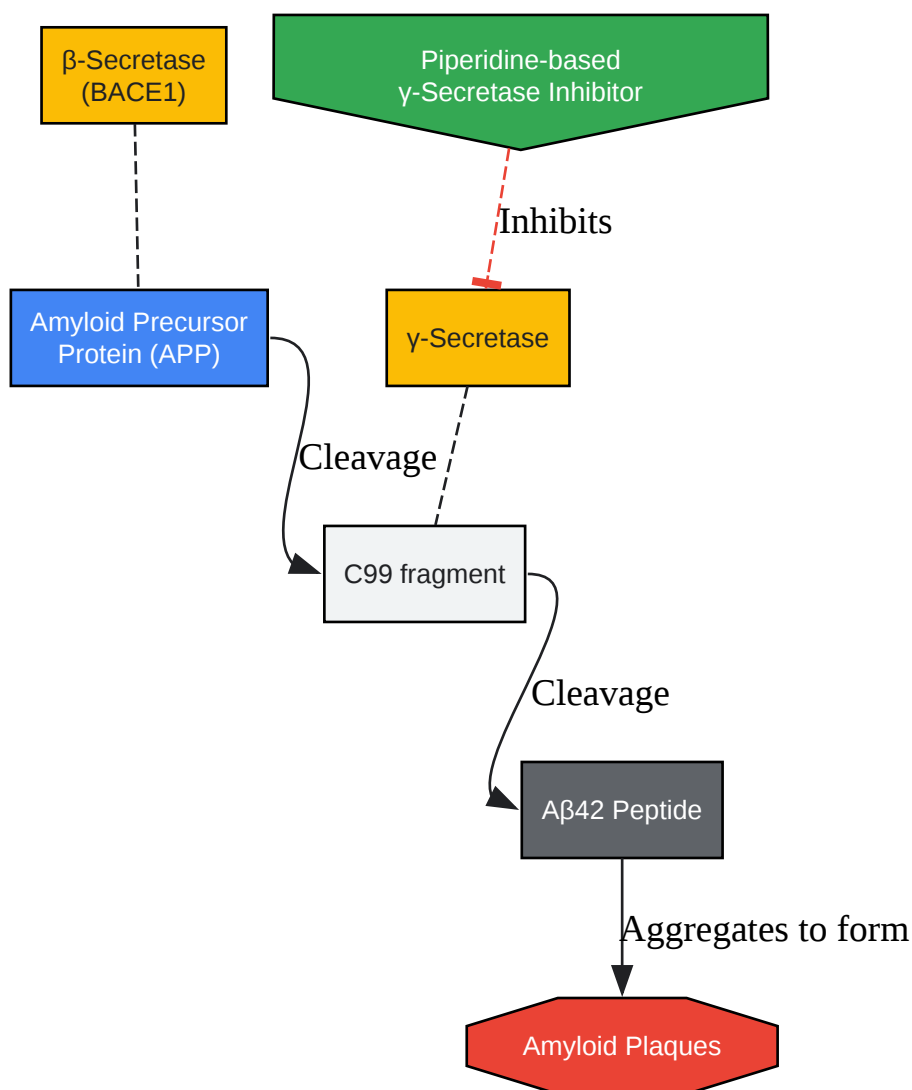 β-Secretase
(BACE1)
Piperidine-based
γ-Secretase Inhibitor
Inhibits
Amyloid Precursor
Protein (APP)
γ-Secretase
Cleavage
C99 fragment
Cleavage
Aβ42 Peptide
Aggregates to form
Amyloid Plaques